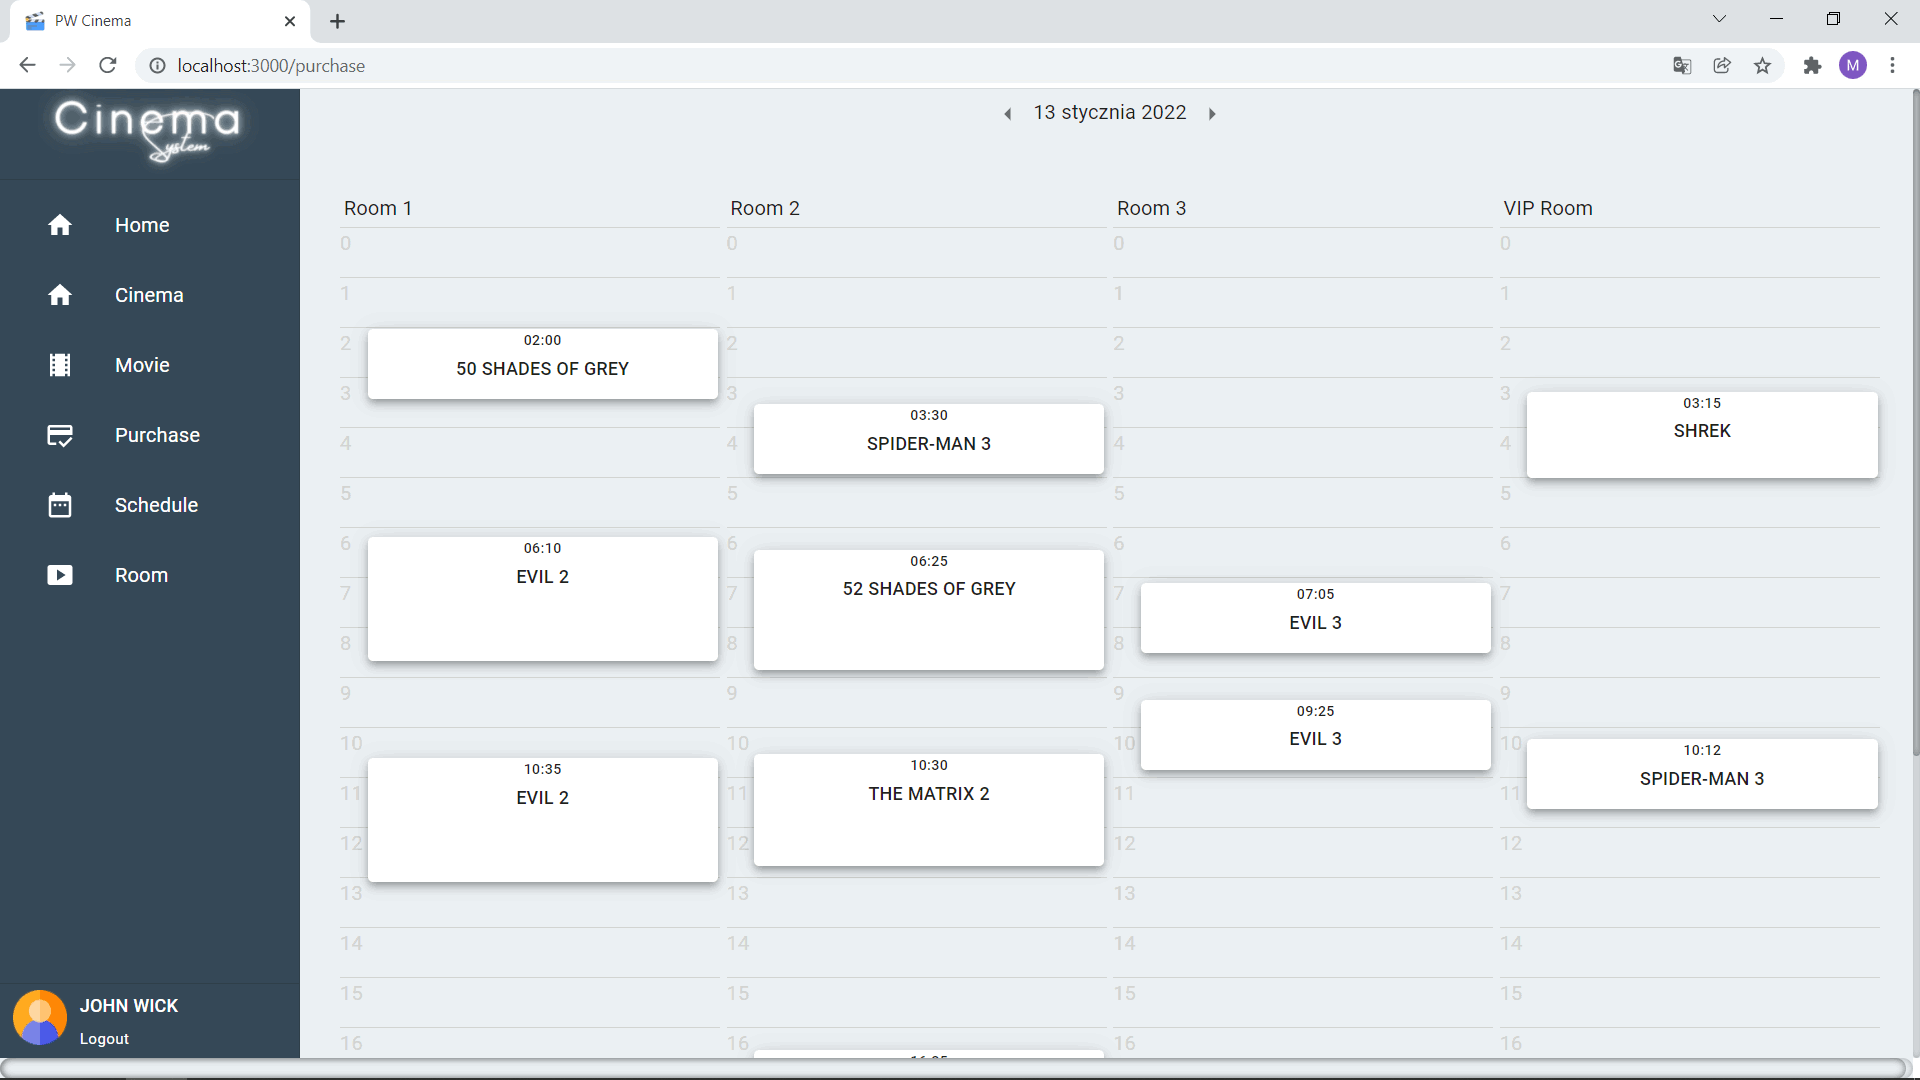 PW Cinema
localhost:3000/purchase
M
Cinema
System
Home
Cinema
Movie
Purchase
Schedule
Room
JOHN WICK
Logout
13 stycznia 2022
Room 1
0
1
2
02:00
50 SHADES OF GREY
3
4
5
6
06:10
EVIL 2
7
8
9
10
10:35
EVIL 2
11
12
13
14
15
16
Room 2
0
1
2
3
03:30
SPIDER-MAN 3
4
5
6
06:25
52 SHADES OF GREY
7
8
9
10
10:30
THE MATRIX 2
11
12
13
14
15
16
Room 3
0
1
2
3
4
5
6
7
07:05
EVIL 3
8
9
09:25
EVIL 3
10
11
12
13
14
15
16
VIP Room
0
1
2
3
03:15
SHREK
4
5
6
7
8
9
10
10:12
SPIDER-MAN 3
11
12
13
14
15
16